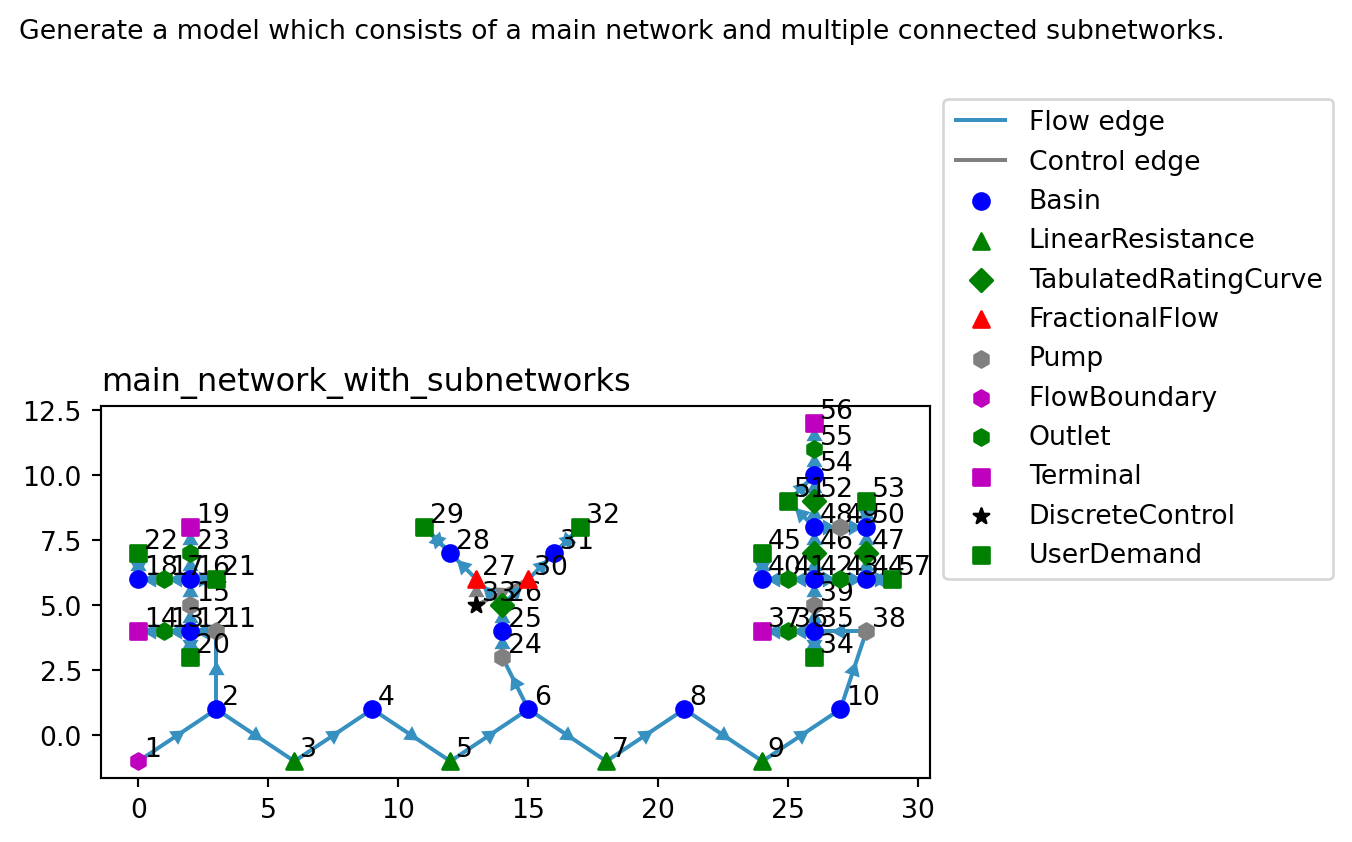 Generate a model which consists of a main network and multiple connected subnetworks.
Flow edge
Control edge
Basin
LinearResistance
TabulatedRatingCurve
FractionalFlow
Pump
FlowBoundary
Outlet
Terminal
DiscreteControl
UserDemand
main_network_with_subnetworks
12.5
10.0
7.5
5.0
2.5
0.0
56
55
54
51 52 53
48 49 50
19
22 23
18 17 16 21
15
14 13 12 11
20
29 32
28 31
27 30
33 26
25
24
45 46 47
40 41 42 43 44 57
39
37 36 35 38
34
2 4 6 8 10
1 3 5 7 9
0 5 10 15 20 25 30